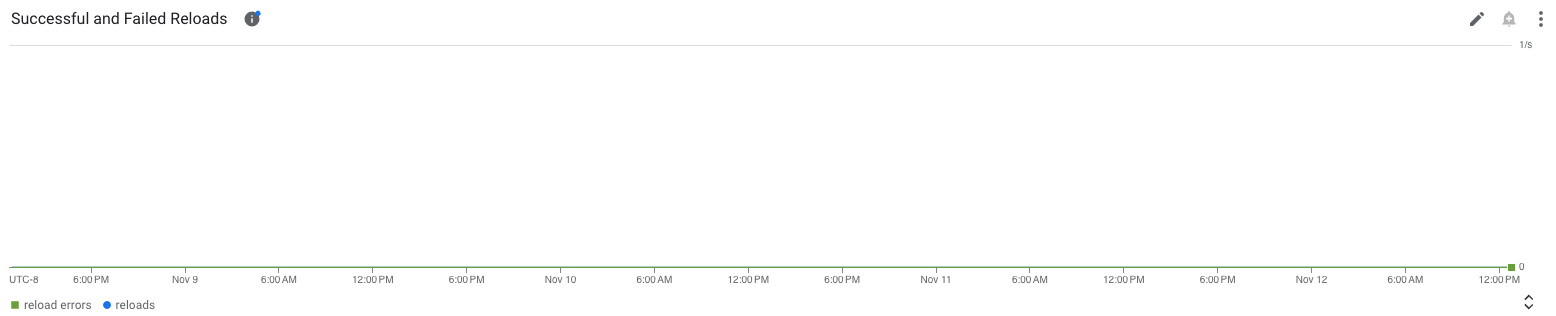 Successful and Failed Reloads
1/s
0
UTC-8 6:00 PM Nov 9 6:00 AM 12:00 PM 6:00 PM Nov 10 6:00 AM 12:00 PM 6:00 PM Nov 11 6:00 AM 12:00 PM 6:00 PM Nov 12 6:00 AM 12:00 PM
reload errors reloads